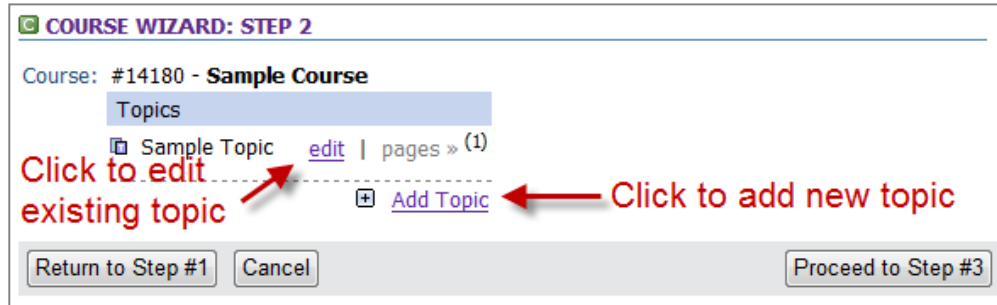 C COURSE WIZARD: STEP 2
Course: #14180 - Sample Course
Topics
Sample Topic edit | pages » (1)
Click to edit
existing topic
Add Topic
Click to add new topic
Return to Step #1 Cancel Proceed to Step #3